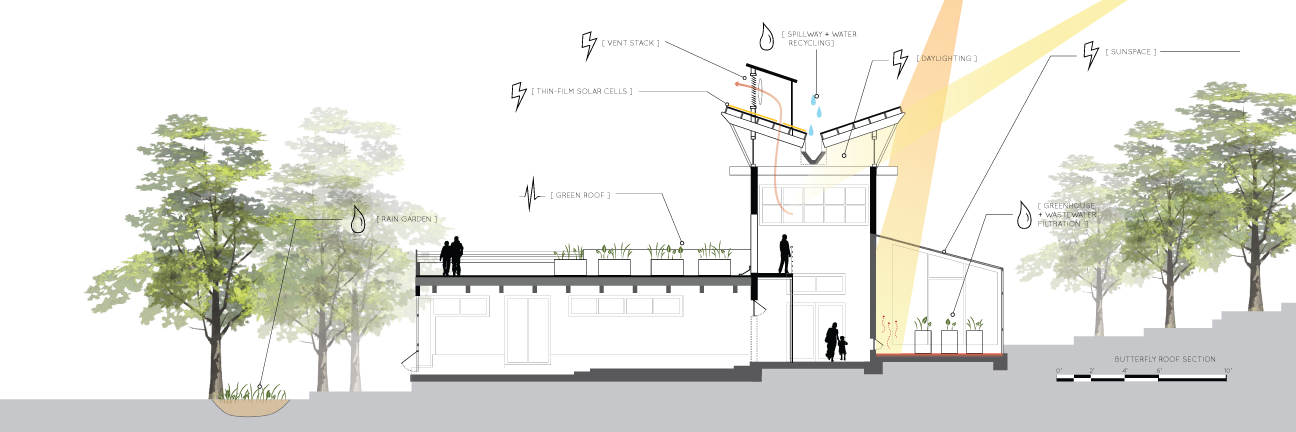 [ VENT STACK ]
[ SPILLWAY + WATER
RECYCLING]
[ DAYLIGHTING ]
[ SUNSPACE ]
[ THIN-FILM SOLAR CELLS ]
[ GREEN ROOF ]
[ RAIN GARDEN ]
[ GREENHOUSE
+ WASTEWATER
FILTRATION ]
BUTTERFLY ROOF SECTION
0' 2' 4' 6' 10'